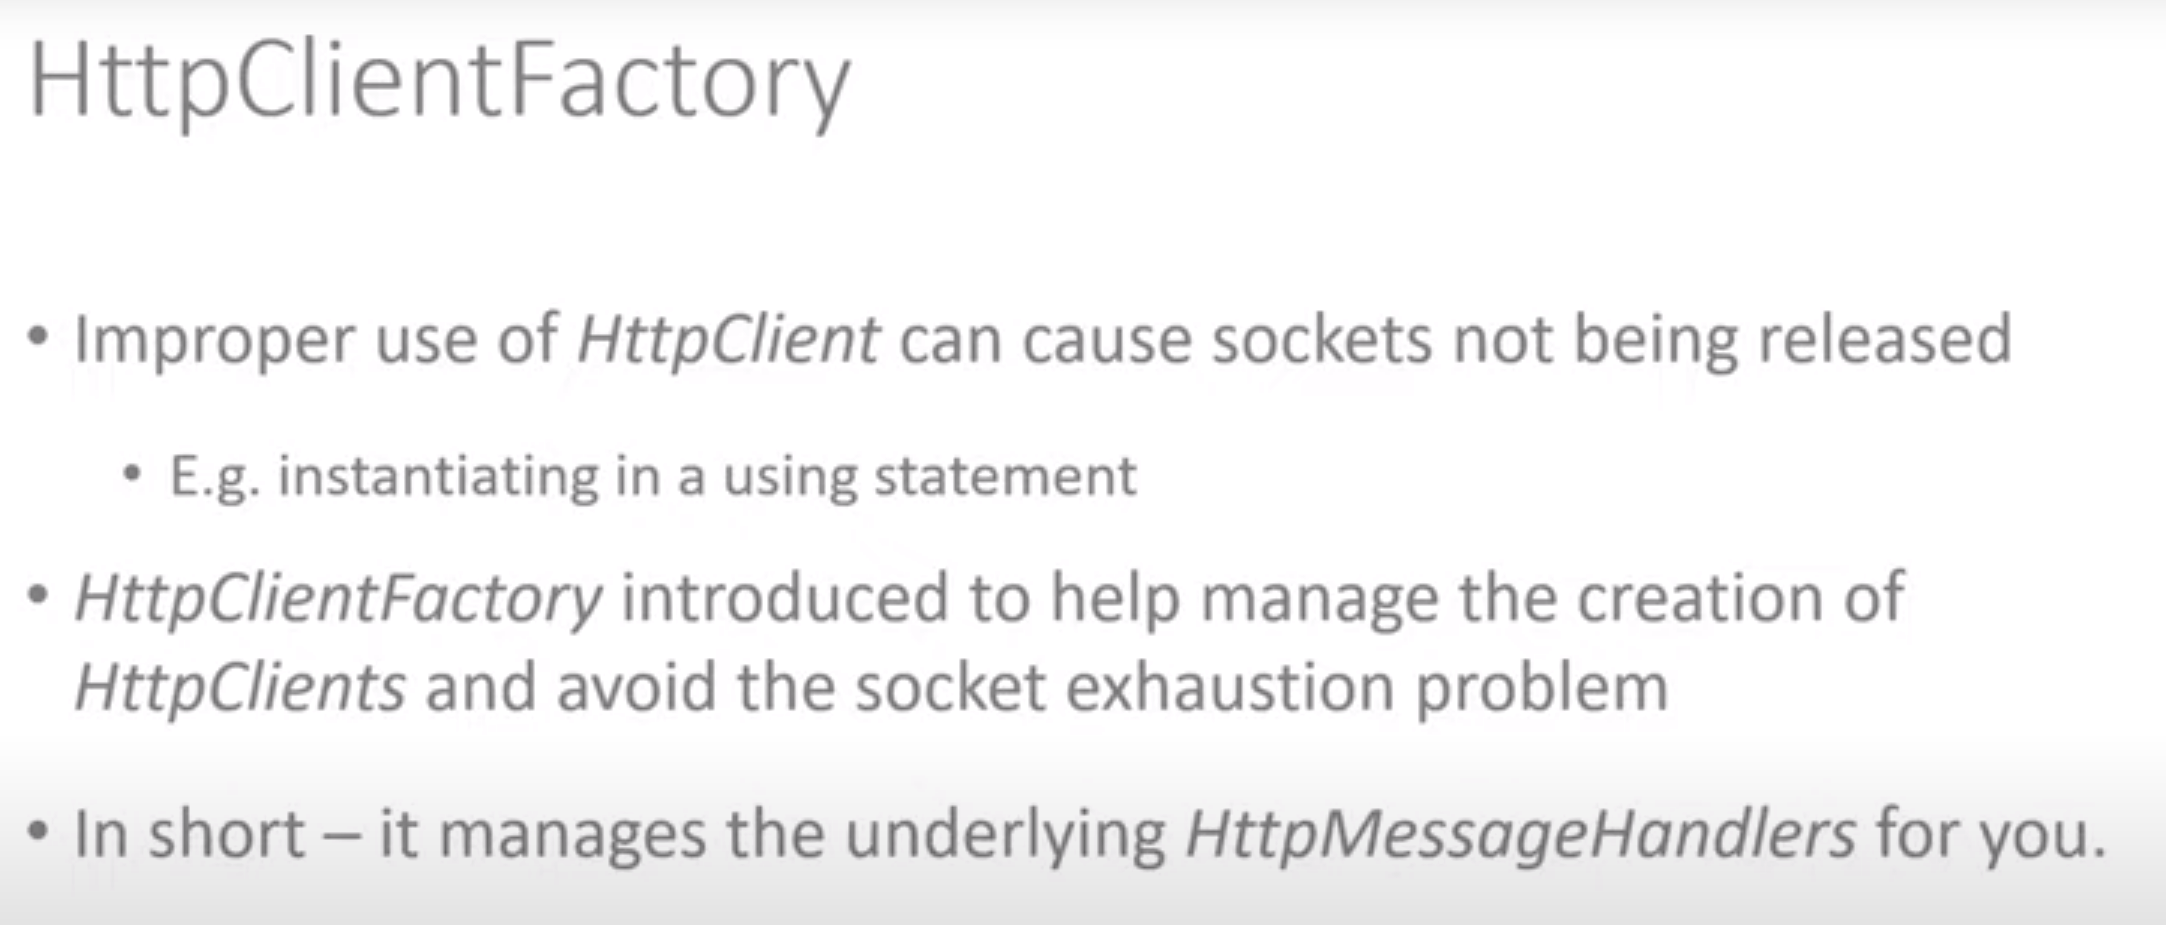 HttpClientFactory
• Improper use of HttpClient can cause sockets not being released
• E.g. instantiating in a using statement
• HttpClientFactory introduced to help manage the creation of
HttpClients and avoid the socket exhaustion problem
• In short – it manages the underlying HttpMessageHandlers for you.